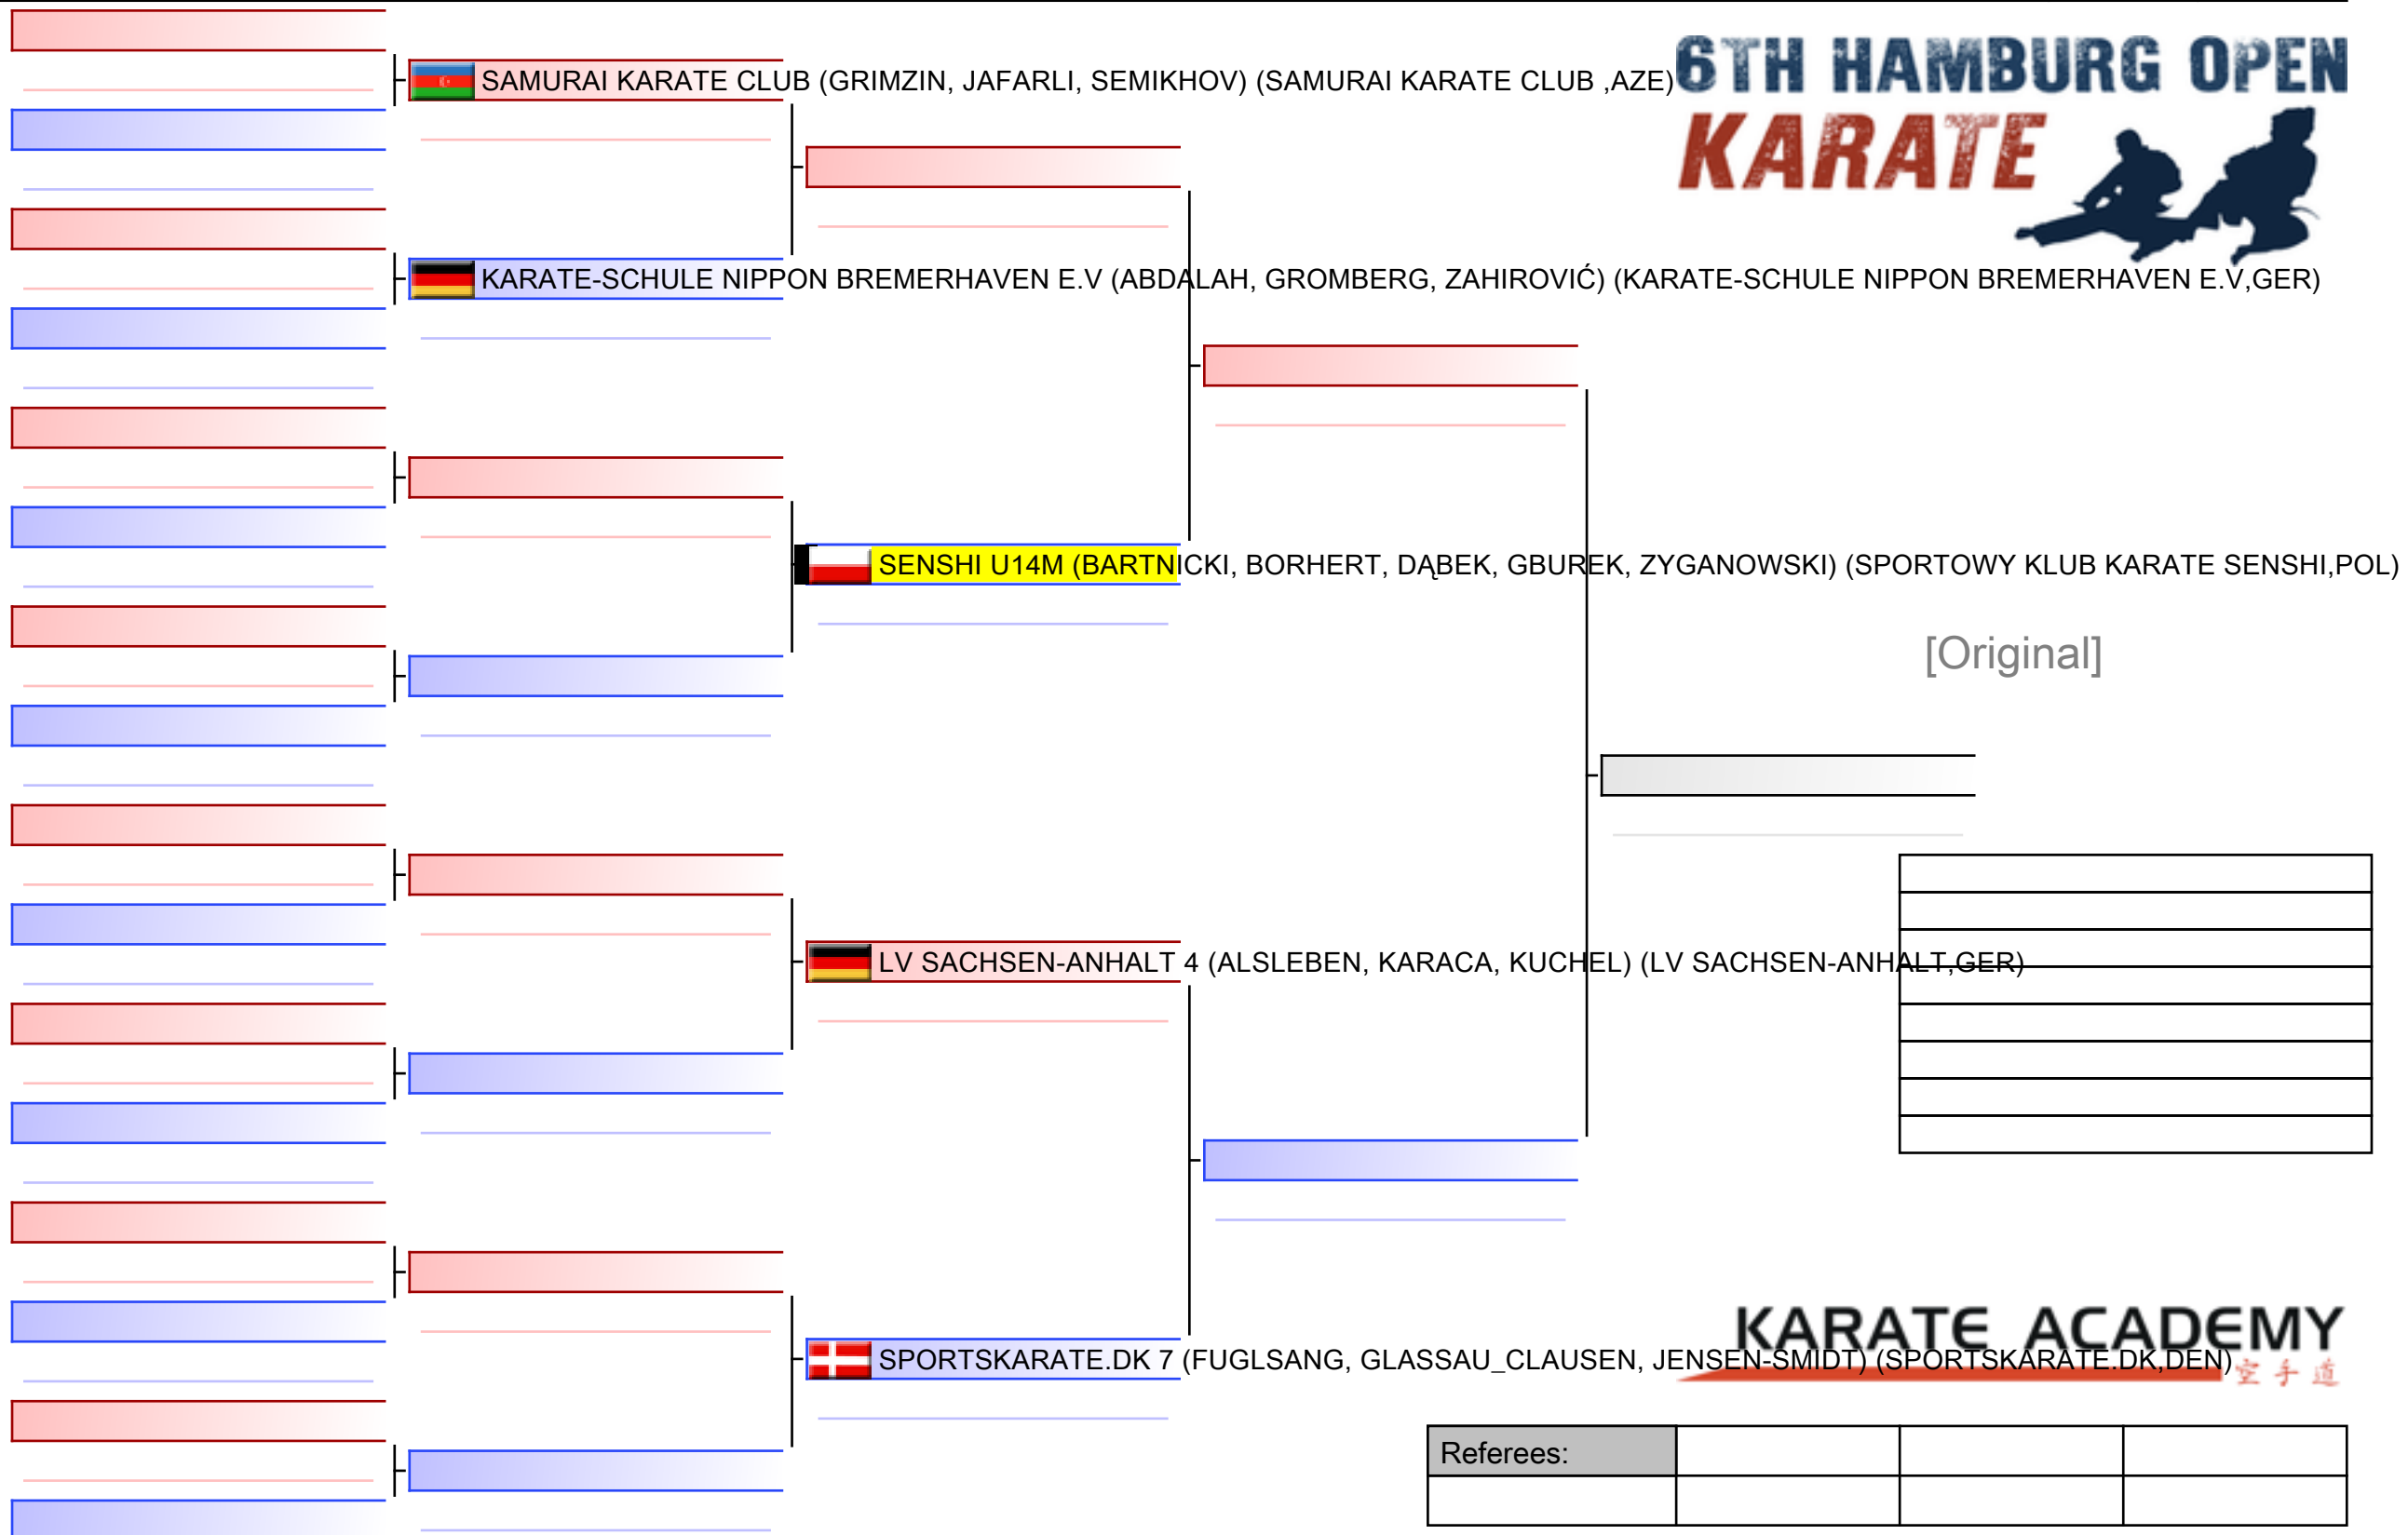 6TH HAMBURG OPEN
KARATE
SAMURAI KARATE CLUB (GRIMZIN, JAFARLI, SEMIKHOV) (SAMURAI KARATE CLUB ,AZE)
KARATE-SCHULE NIPPON BREMERHAVEN E.V (ABDALAH, GROMBERG, ZAHIROVIĆ) (KARATE-SCHULE NIPPON BREMERHAVEN E.V,GER)
SENSHI U14M (BARTNICKI, BORHERT, DĄBEK, GBUREK, ZYGANOWSKI) (SPORTOWY KLUB KARATE SENSHI,POL)
[Original]
LV SACHSEN-ANHALT 4 (ALSLEBEN, KARACA, KUCHEL) (LV SACHSEN-ANHALT,GER)
KARATE ACADEMY
SPORTSKARATE.DK 7 (FUGLSANG, GLASSAU_CLAUSEN, JENSEN-SMIDT) (SPORTSKARATE.DK,DEN)
空手道
Referees: